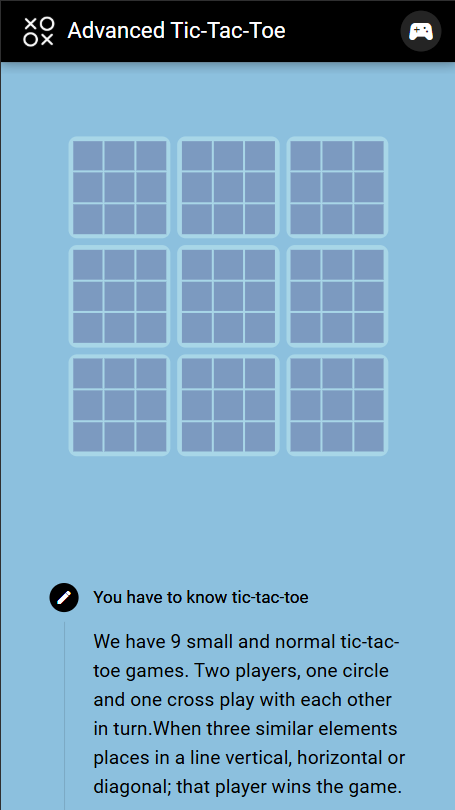 Advanced Tic-Tac-Toe
You have to know tic-tac-toe
We have 9 small and normal tic-tac-
toe games. Two players, one circle
and one cross play with each other
in turn.When three similar elements
places in a line vertical, horizontal or
diagonal; that player wins the game.